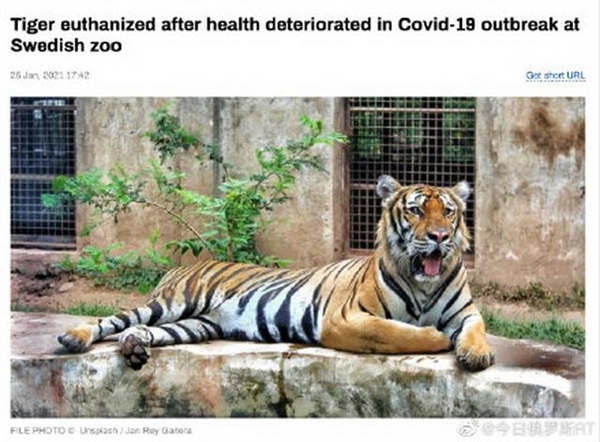 Tiger euthanized after health deteriorated in Covid-19 outbreak at
Swedish zoo
26 Jan, 2021 17:42
Get short URL
FILE PHOTO © Unsplash / Jan Rey Gallera
@今日俄罗斯RT